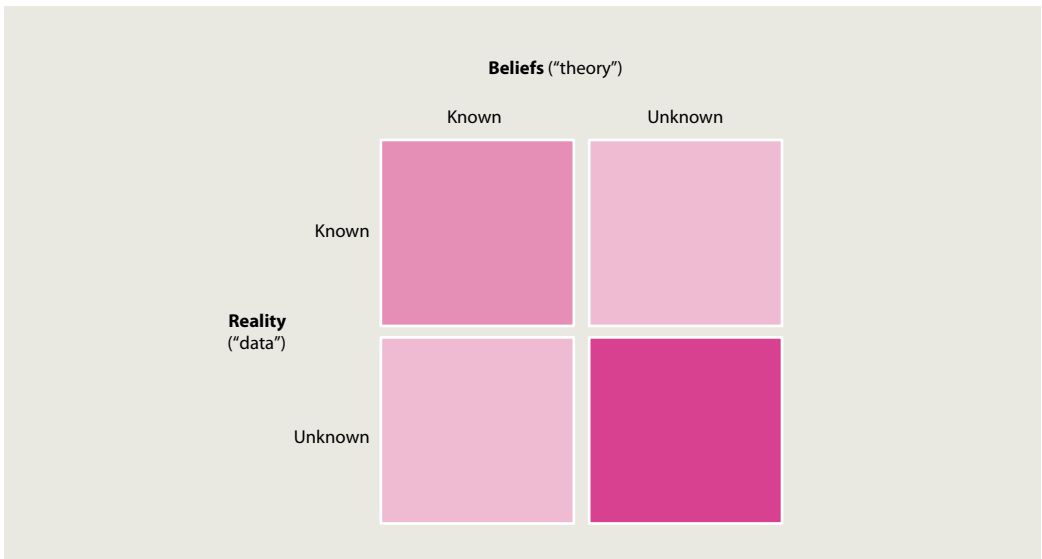 Beliefs (“theory”)
Known Unknown
Known
Reality
(“data”)
Unknown